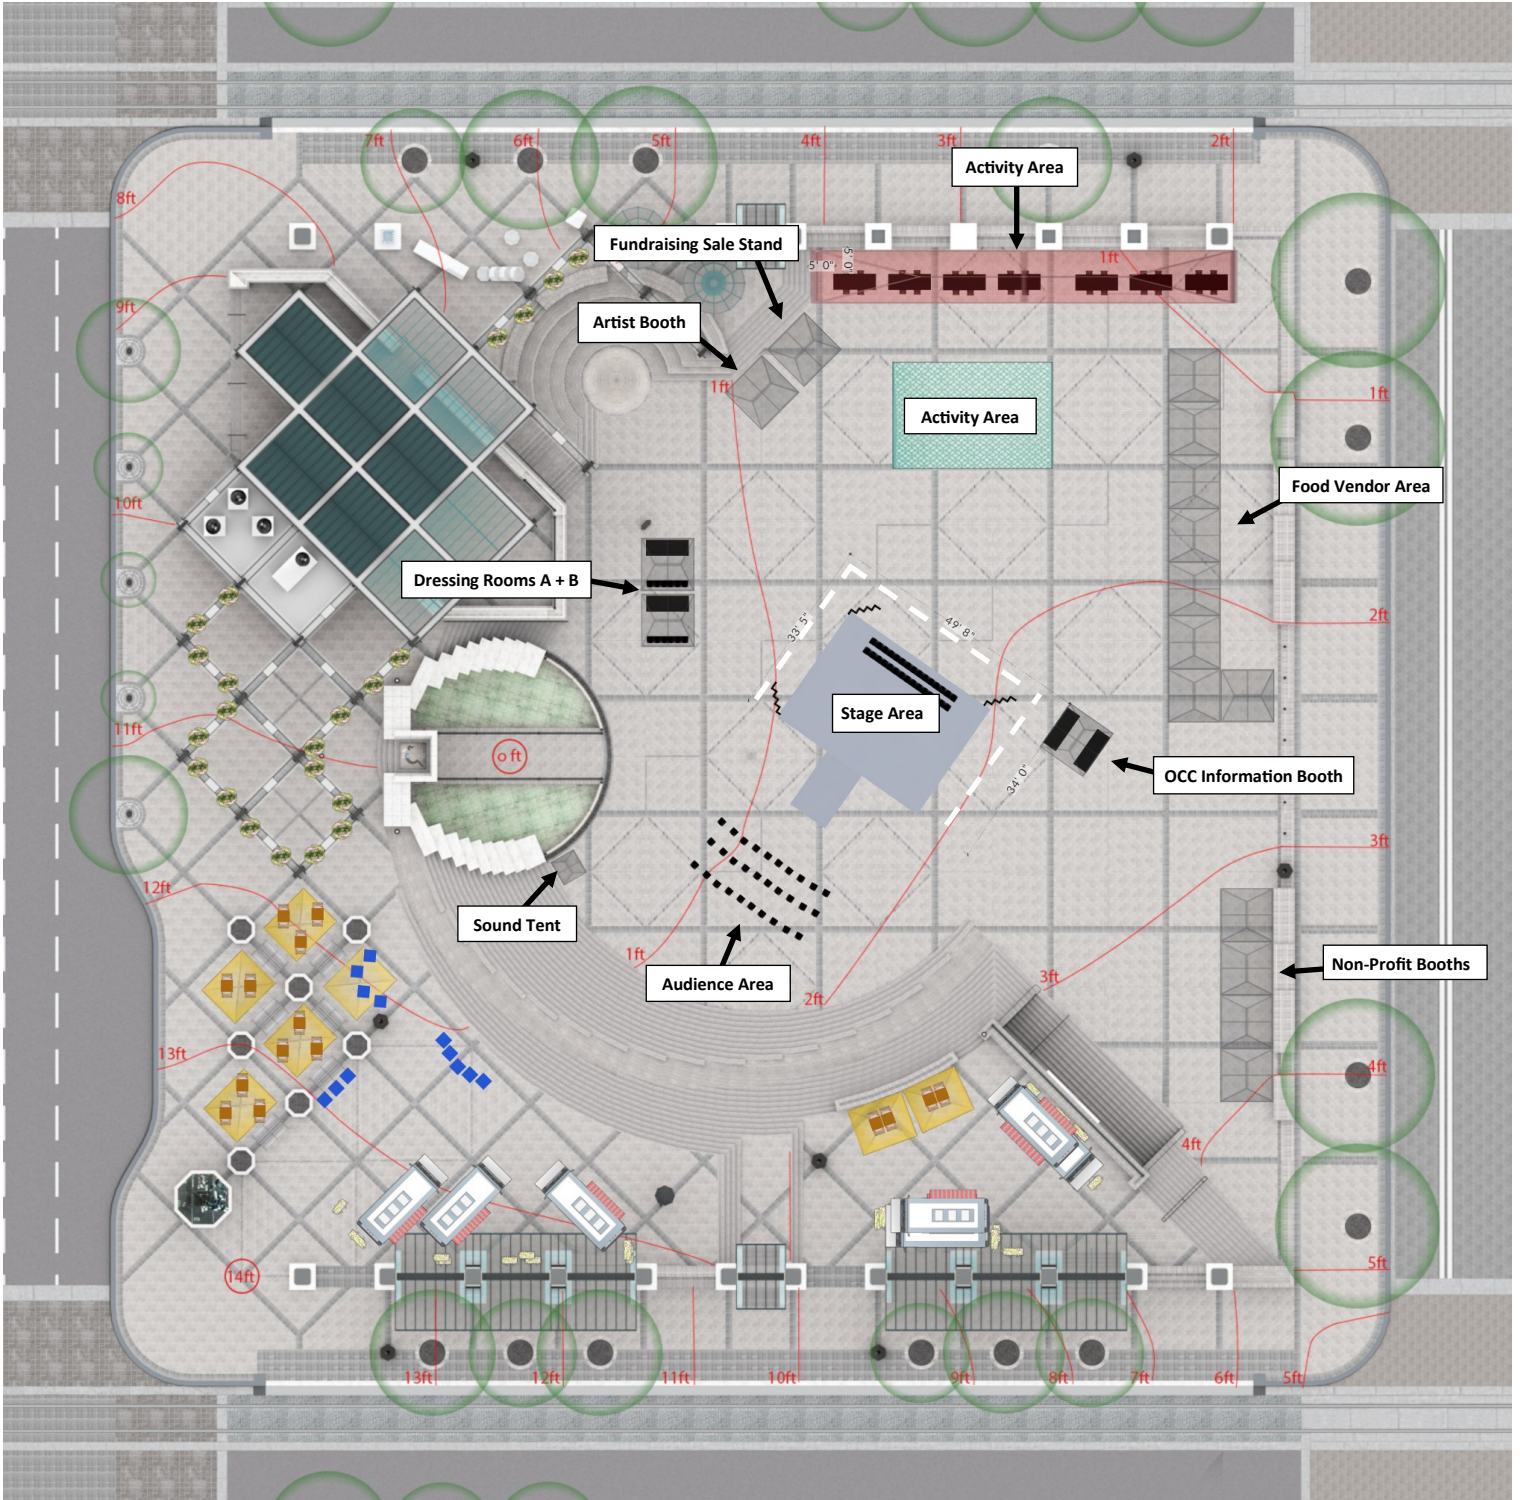 7ft
6ft
5ft
4ft
3ft
2ft
Activity Area
8ft
Fundraising Sale Stand
5' 0"
5' 0"
1ft
9ft
Artist Booth
1ft
1ft
Activity Area
Food Vendor Area
10ft
Dressing Rooms A + B
33' 5"
49' 8"
2ft
Stage Area
11ft
o ft
34' 0"
OCC Information Booth
3ft
12ft
Sound Tent
1ft
Audience Area
2ft
3ft
Non-Profit Booths
13ft
4ft
4ft
14ft
5ft
13ft
12ft
11ft
10ft
9ft
8ft
7ft
6ft
5ft